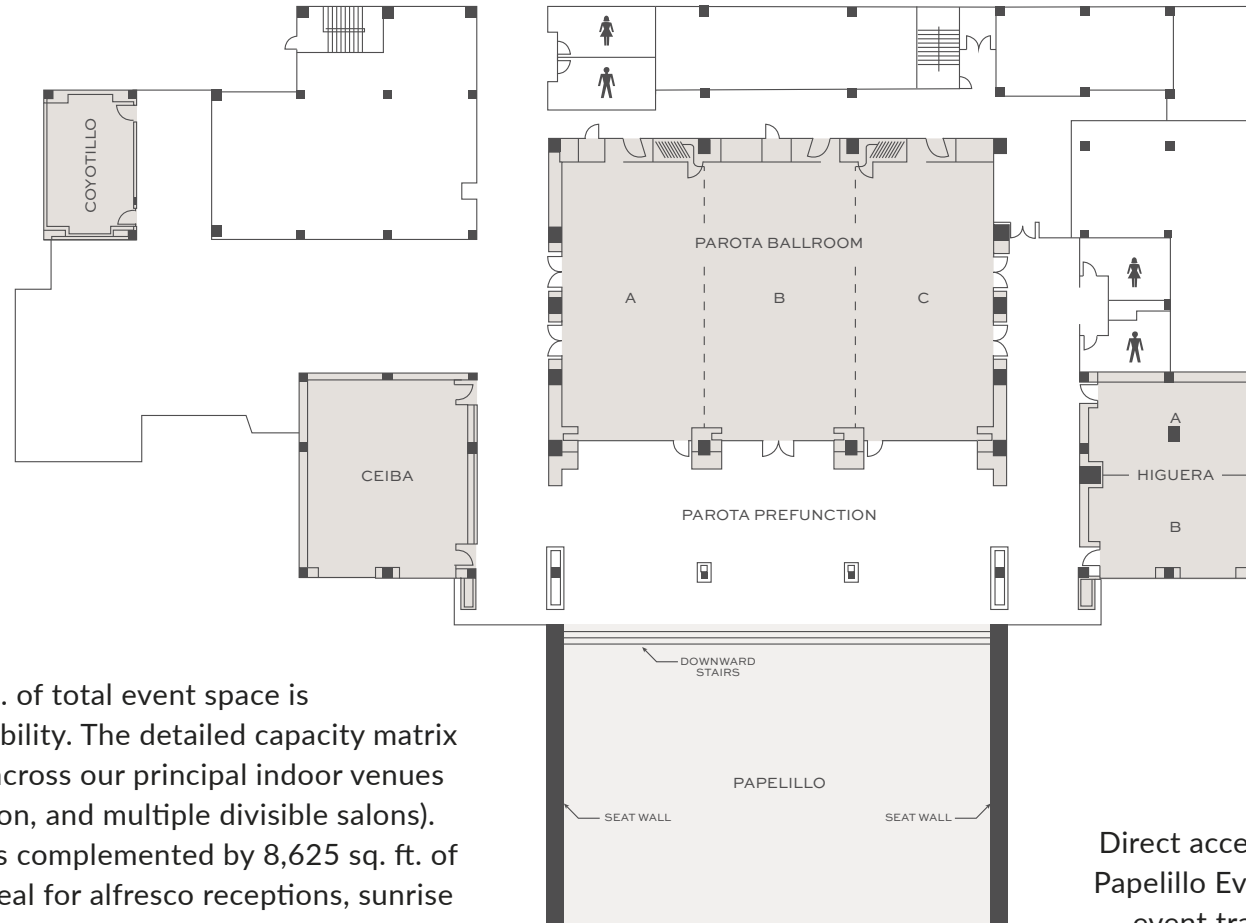 COYOTILLO
PAROTA BALLROOM
A
B
C
CEIBA
A
HIGUERA
B
PAROTA PREFUNCTION
DOWNWARD
STAIRS
PAPELILLO
SEAT WALL
SEAT WALL
. of total event space is
bility. The detailed capacity matrix
across our principal indoor venues
on, and multiple divisible salons).
s complemented by 8,625 sq. ft. of
eal for alfresco receptions, sunrise
Direct acce
Papelillo Ev
event tra